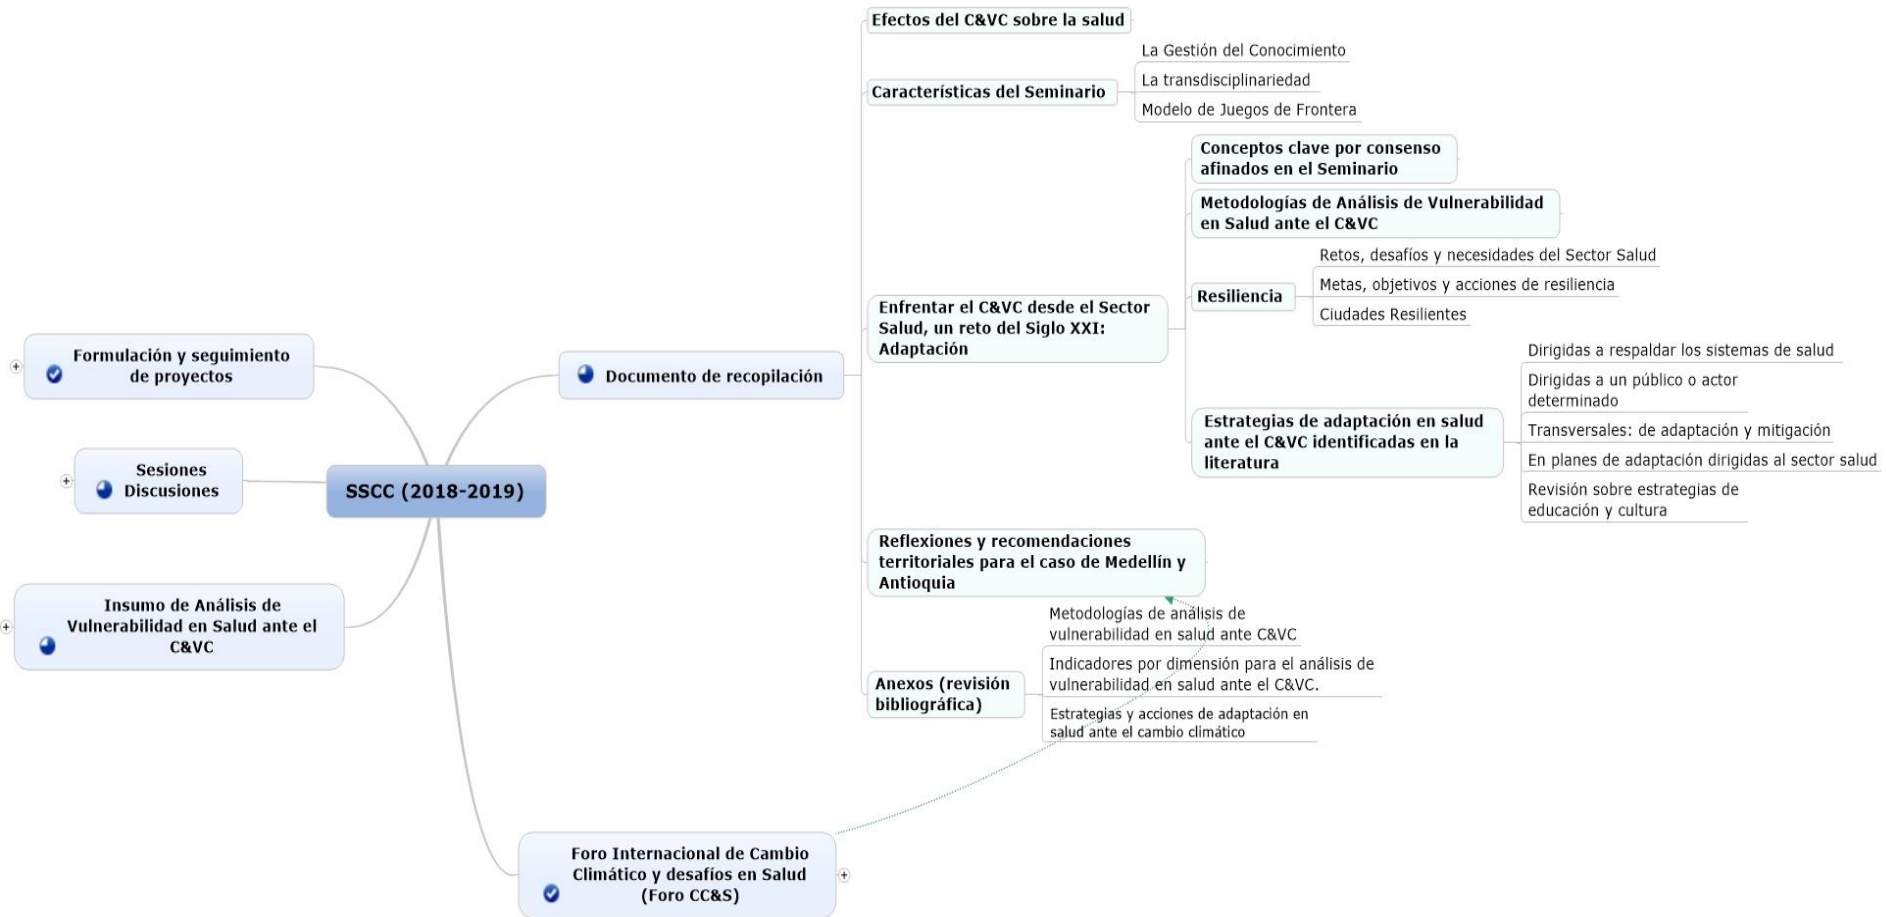 Efectos del C&VC sobre la salud
Características del Seminario
La Gestión del Conocimiento
La transdisciplinariedad
Modelo de Juegos de Frontera
Conceptos clave por consenso
afinados en el Seminario
Metodologías de Análisis de Vulnerabilidad
en Salud ante el C&VC
Enfrentar el C&VC desde el Sector
Salud, un reto del Siglo XXI:
Adaptación
Resiliencia
Retos, desafíos y necesidades del Sector Salud
Metas, objetivos y acciones de resiliencia
Ciudades Resilientes
Estrategias de adaptación en salud
ante el C&VC identificadas en la
literatura
Dirigidas a respaldar los sistemas de salud
Dirigidas a un público o actor
determinado
Transversales: de adaptación y mitigación
En planes de adaptación dirigidas al sector salud
Revisión sobre estrategias de
educación y cultura
Formulación y seguimiento
de proyectos
Documento de recopilación
Sesiones
Discusiones
SSCC (2018-2019)
Insumo de Análisis de
Vulnerabilidad en Salud ante el
C&VC
Reflexiones y recomendaciones
territoriales para el caso de Medellín y
Antioquia
Anexos (revisión
bibliográfica)
Metodologías de análisis de
vulnerabilidad en salud ante C&VC
Indicadores por dimensión para el análisis de
vulnerabilidad en salud ante el C&VC.
Estrategias y acciones de adaptación en
salud ante el cambio climático
Foro Internacional de Cambio
Climático y desafíos en Salud
(Foro CC&S)